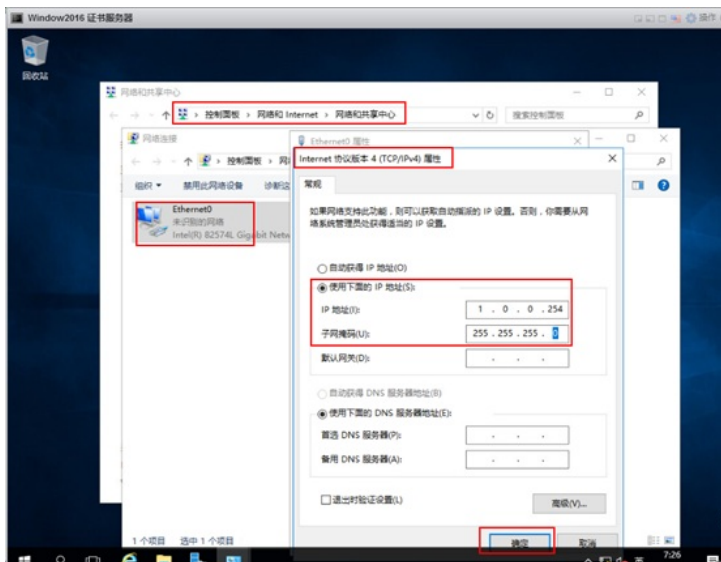 Window2016 证书服务器
操作
回收站
网络和共享中心
控制面板 › 网络和 Internet › 网络和共享中心
搜索控制面板
网络连接
Ethernet0 属性
控制面板 ›
Internet 协议版本 4 (TCP/IPv4) 属性
组织
禁用此网络设备
常规
Ethernet0
未识别的网络
Intel(R) 82574L Gigabit Netw
如果网络支持此功能，则可以获取自动指派的 IP 设置。否则，你需要从网
络系统管理员处获得适当的 IP 设置。
自动获得 IP 地址(O)
使用下面的 IP 地址(S):
IP 地址(I):
1 . 0 . 0 .254
子网掩码(U):
255 . 255 . 255 . 0
默认网关(D):
. . .
自动获得 DNS 服务器地址(B)
使用下面的 DNS 服务器地址(E):
首选 DNS 服务器(P):
. . .
备用 DNS 服务器(A):
. . .
退出时验证设置(L)
高级(V)...
1 个项目
选中 1 个项目
确定
取消
英
7:26